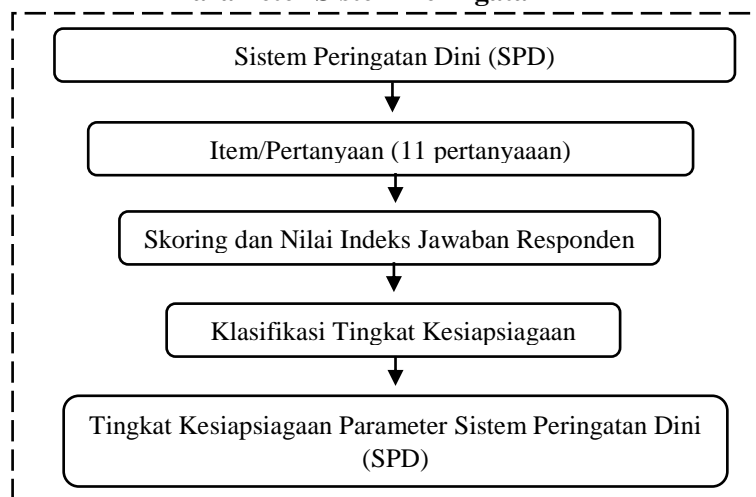 Sistem Peringatan Dini (SPD)
Item/Pertanyaan (11 pertanyaaan)
Skoring dan Nilai Indeks Jawaban Responden
Klasifikasi Tingkat Kesiapsiagaan
Tingkat Kesiapsiagaan Parameter Sistem Peringatan Dini
(SPD)